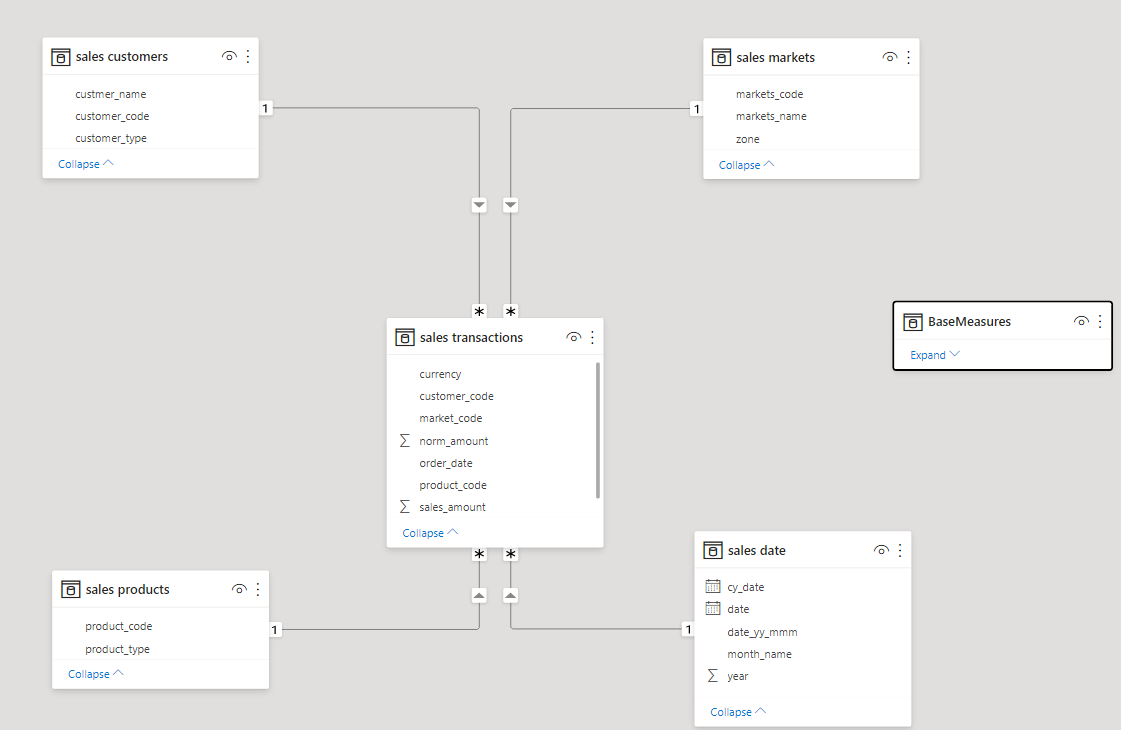 sales customers
custmer_name
customer_code
customer_type
Collapse
1
sales markets
markets_code
markets_name
zone
Collapse
1
*
*
sales transactions
currency
customer_code
market_code
Σ norm_amount
order_date
product_code
Σ sales_amount
Collapse
*
*
BaseMeasures
Expand
sales products
product_code
product_type
Collapse
1
sales date
cy_date
date
date_yy_mmm
month_name
Σ year
Collapse
1